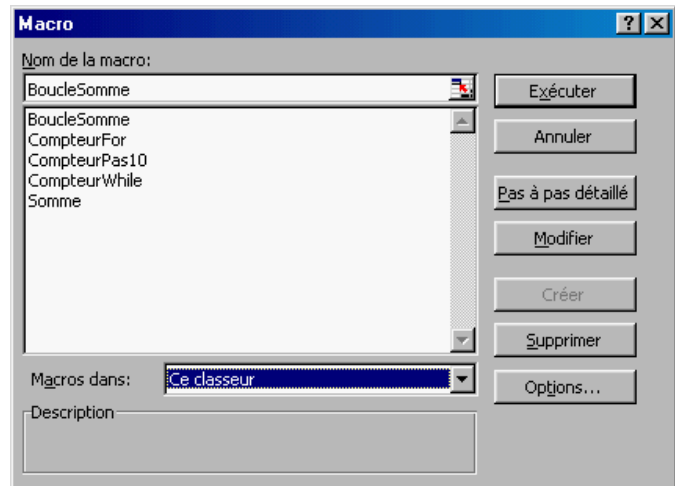 Macro
Nom de la macro:
BoucleSomme
BoucleSomme
CompteurFor
CompteurPas10
CompteurWhile
Somme
Macros dans:
Ce classeur
Description
Exécuter
Annuler
Pas à pas détaillé
Modifier
Créer
Supprimer
Options...